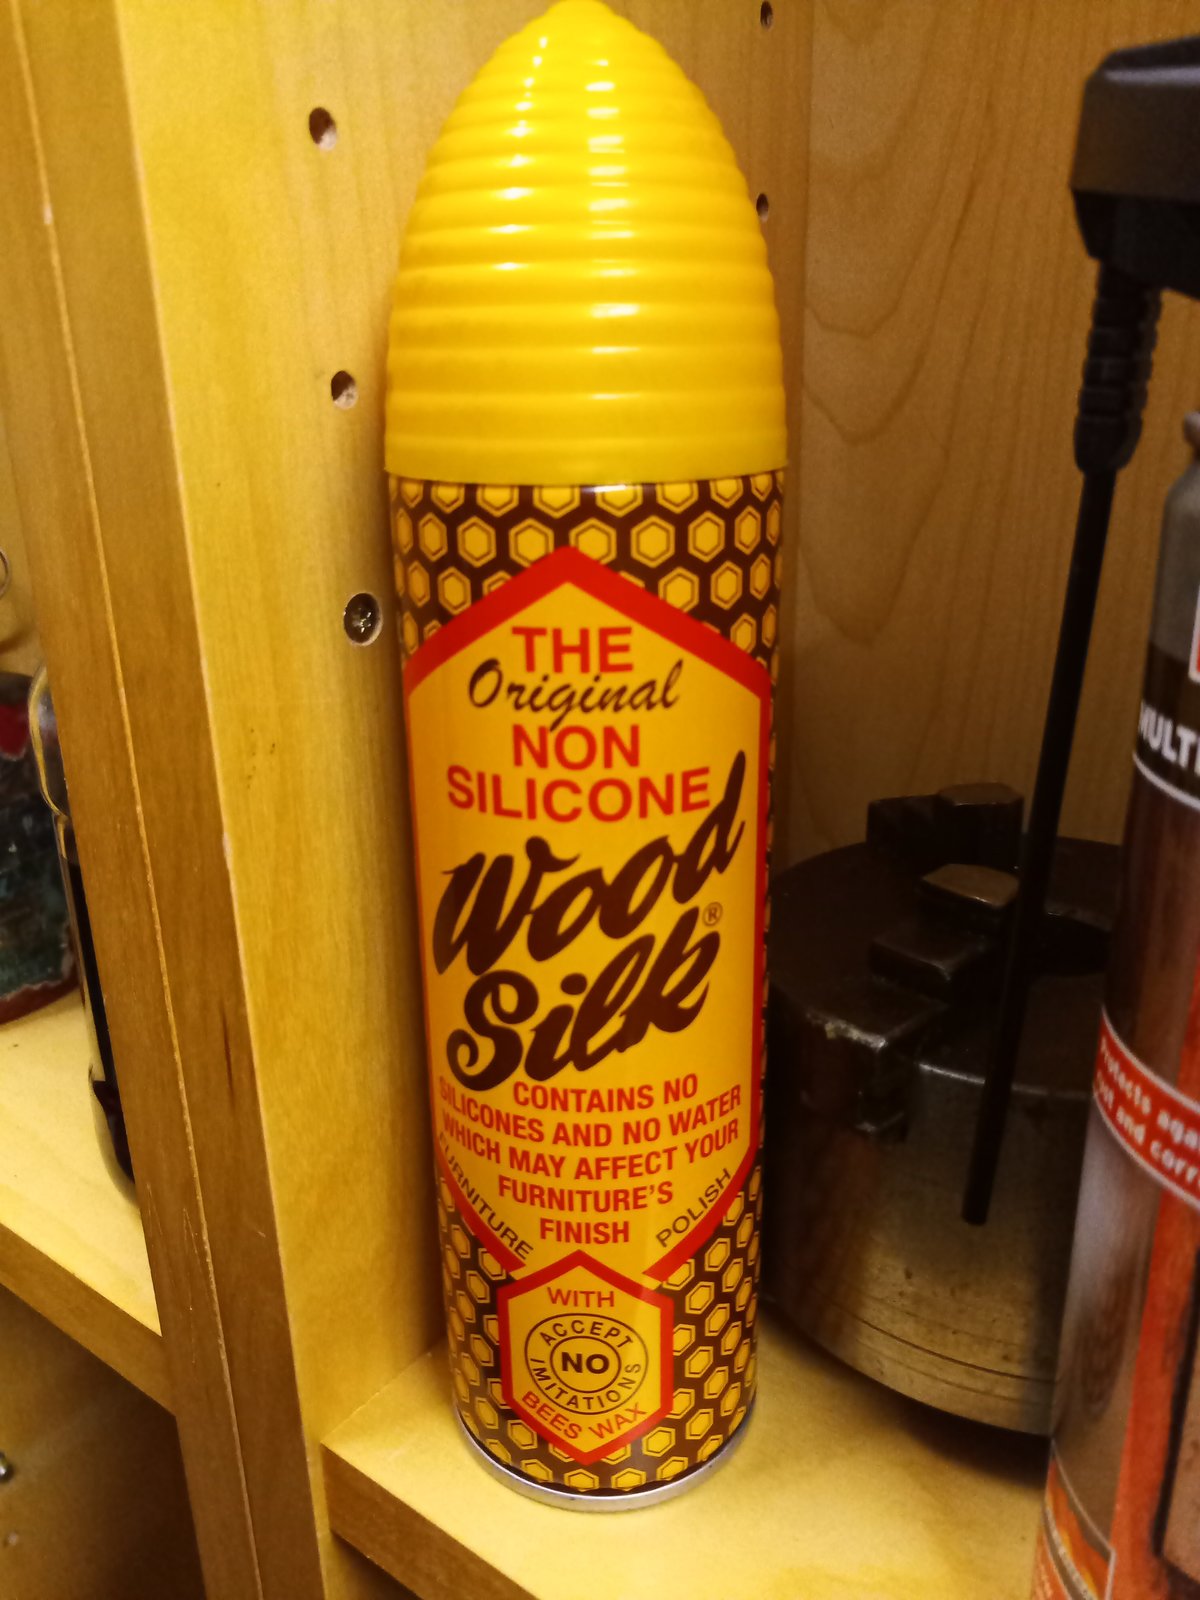 THE
Original
NON
SILICONE
Wood
Silk®
CONTAINS NO
SILICONES AND NO WATER
WHICH MAY AFFECT YOUR
FURNITURE'S
FINISH
FURNITURE POLISH
WITH
ACCEPT
NO
IMITATIONS
BEES WAX